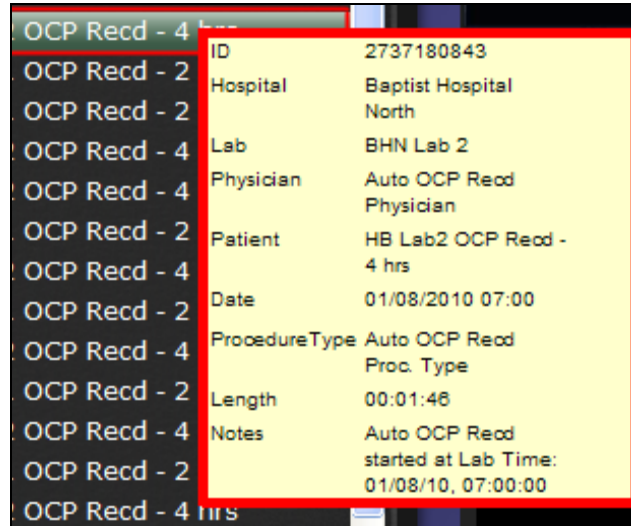 OCP Recd - 4 hrs
OCP Recd - 2
OCP Recd - 2
OCP Recd - 4
OCP Recd - 4
OCP Recd - 2
OCP Recd - 4
OCP Recd - 2
OCP Recd - 4
OCP Recd - 2
OCP Recd - 4
OCP Recd - 2
OCP Recd - 4 hrs
ID 2737180843
Hospital Baptist Hospital
North
Lab BHN Lab 2
Physician Auto OCP Recd
Physician
Patient HB Lab2 OCP Recd -
4 hrs
Date 01/08/2010 07:00
ProcedureType Auto OCP Recd
Proc. Type
Length 00:01:46
Notes Auto OCP Recd
started at Lab Time:
01/08/10, 07:00:00